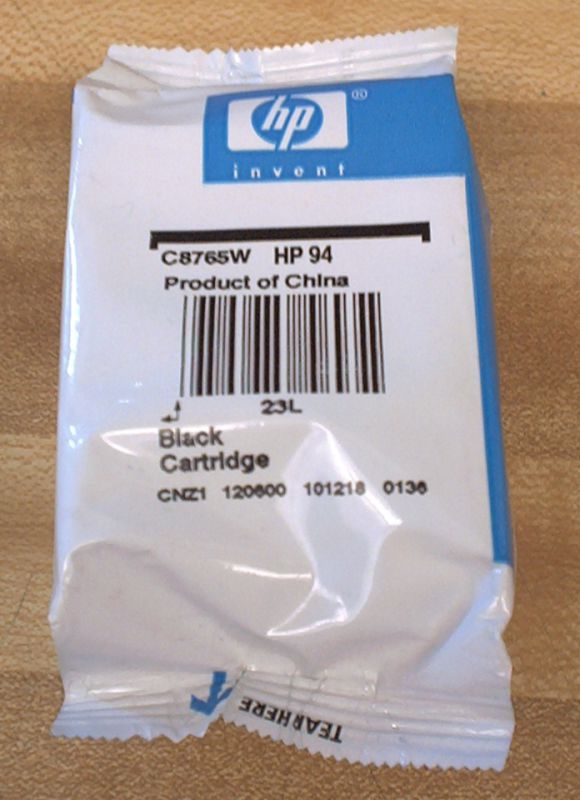 hp ®
invent
C8765W HP 94
Product of China
23L
Black
Cartridge
CNZ1 120600 101218 0136
TEAR HERE